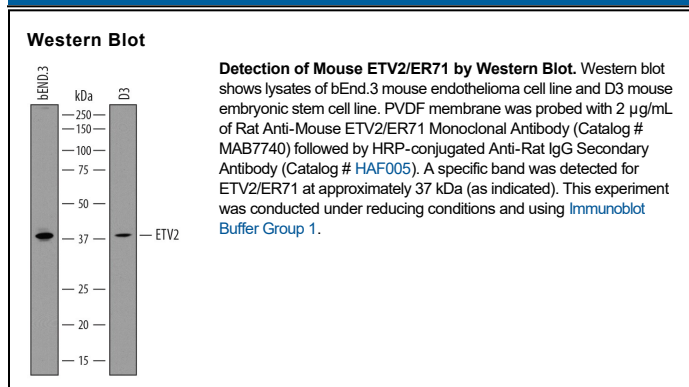 Western Blot
bEND.3
kDa
D3
250
150
100
75
50
37
ETV2
25
20
15
Detection of Mouse ETV2/ER71 by Western Blot. Western blot
shows lysates of bEnd.3 mouse endothelioma cell line and D3 mouse
embryonic stem cell line. PVDF membrane was probed with 2 µg/mL
of Rat Anti-Mouse ETV2/ER71 Monoclonal Antibody (Catalog #
MAB7740) followed by HRP-conjugated Anti-Rat IgG Secondary
Antibody (Catalog # HAF005). A specific band was detected for
ETV2/ER71 at approximately 37 kDa (as indicated). This experiment
was conducted under reducing conditions and using Immunoblot
Buffer Group 1.